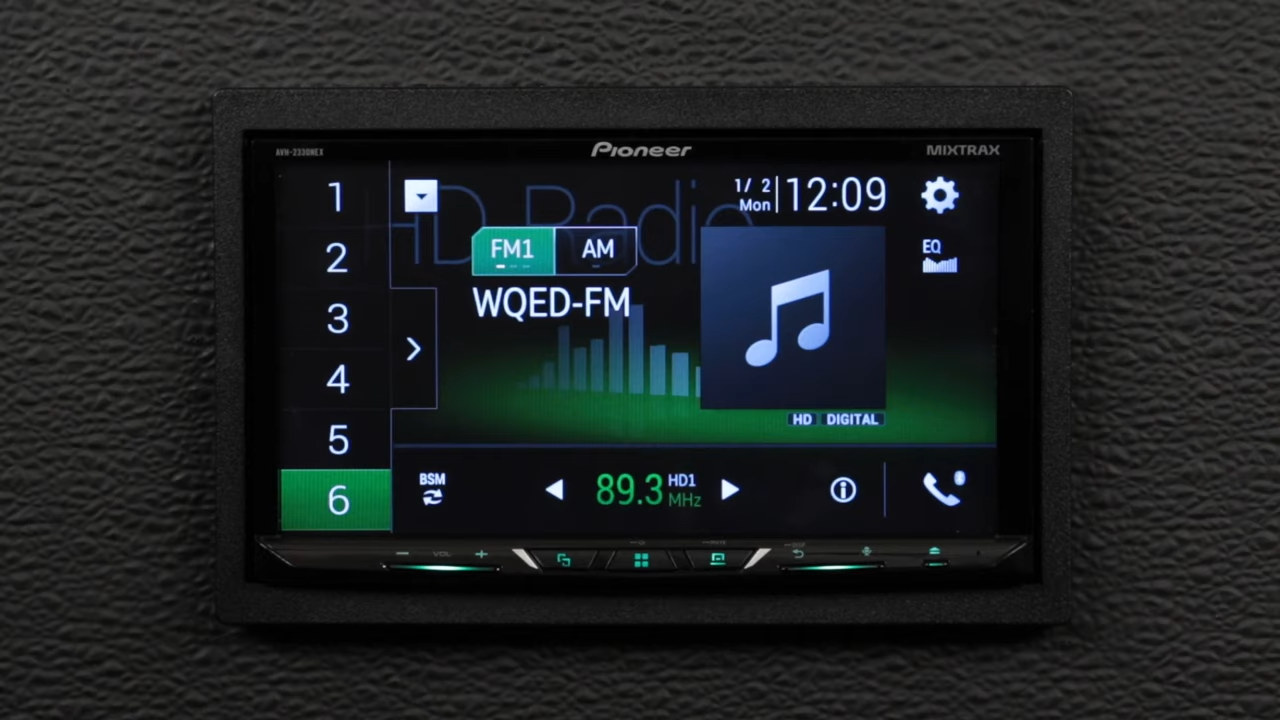 AVH-2330NEX
Pioneer
MIXTRAX
HD Radio
1/ 2
Mon
12:09
1
2
3
4
5
6
FM1
AM
EQ
WQED-FM
HD
DIGITAL
BSM
89.3
HD1
MHz
VOL